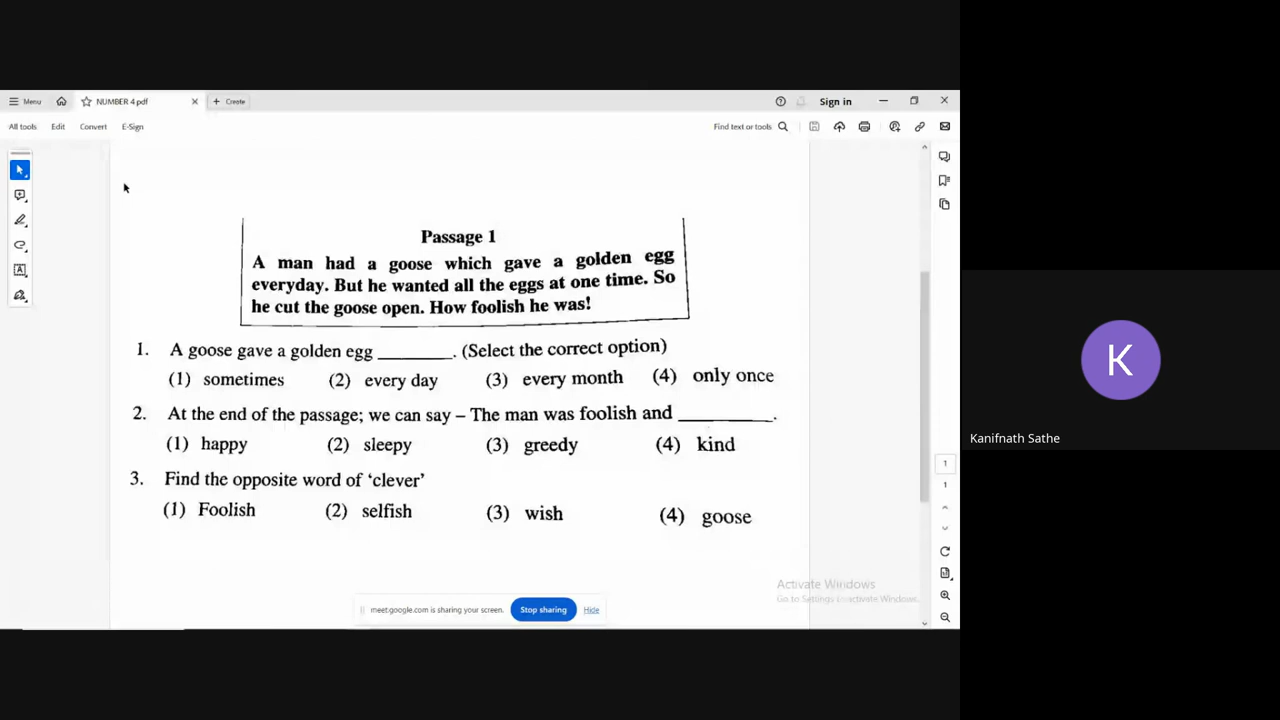 Menu
NUMBER 4.pdf
Create
Sign in
All tools Edit Convert E-Sign
Find text or tools
Passage 1
A man had a goose which gave a golden egg
everyday. But he wanted all the eggs at one time. So
he cut the goose open. How foolish he was!
1. A goose gave a golden egg ________. (Select the correct option)
(1) sometimes (2) every day (3) every month (4) only once
2. At the end of the passage; we can say – The man was foolish and __________.
(1) happy (2) sleepy (3) greedy (4) kind
3. Find the opposite word of ‘clever’
(1) Foolish (2) selfish (3) wish (4) goose
K
Kanifnath Sathe
1
1
Activate Windows
Go to Settings to activate Windows.
meet.google.com is sharing your screen. Stop sharing Hide